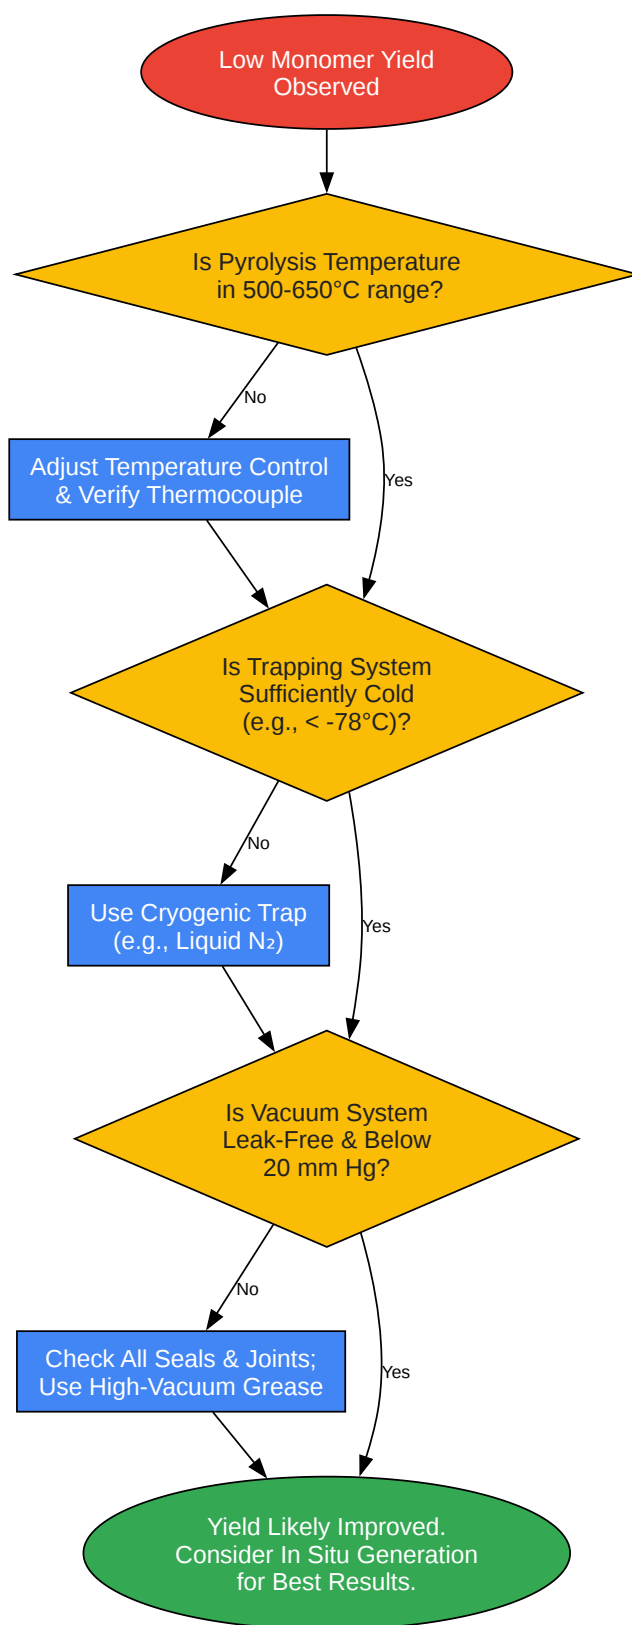 Low Monomer Yield
Observed
Is Pyrolysis Temperature
in 500-650°C range?
No
Yes
Adjust Temperature Control
& Verify Thermocouple
Is Trapping System
Sufficiently Cold
(e.g., < -78°C)?
No
Yes
Use Cryogenic Trap
(e.g., Liquid N₂)
Is Vacuum System
Leak-Free & Below
20 mm Hg?
No
Yes
Check All Seals & Joints;
Use High-Vacuum Grease
Yield Likely Improved.
Consider In Situ Generation
for Best Results.